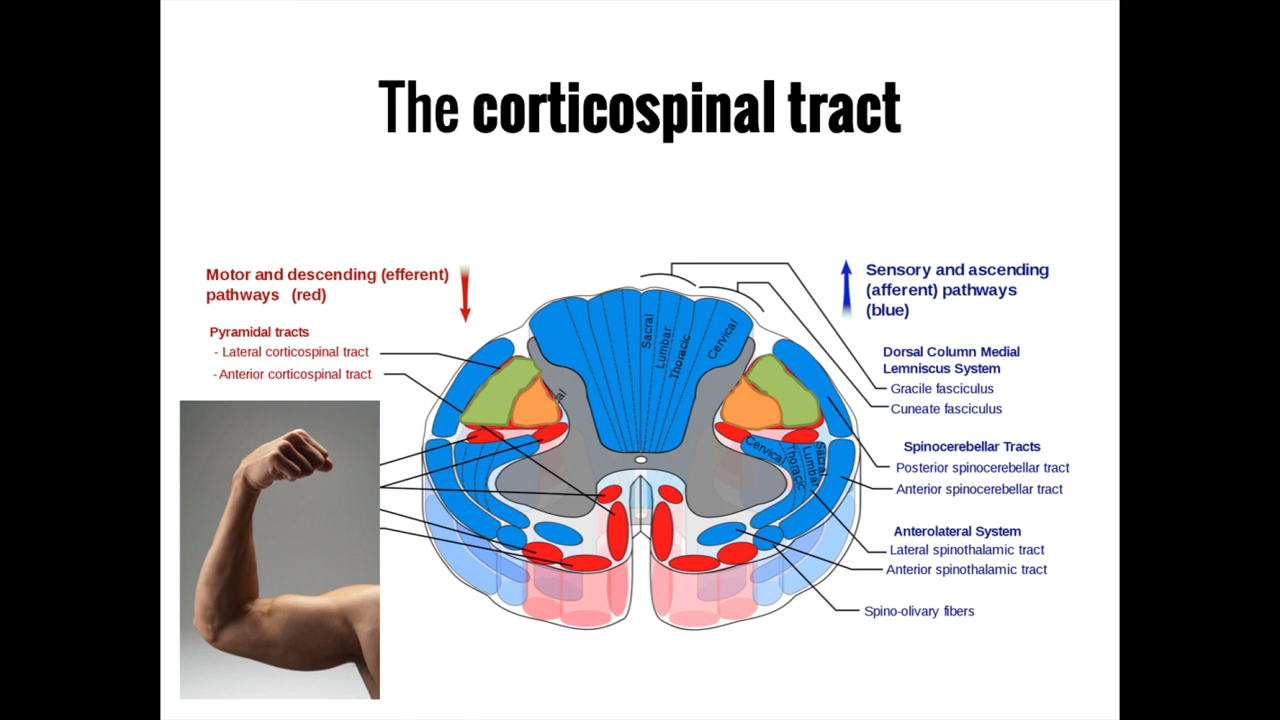 The corticospinal tract
Motor and descending (efferent)
pathways (red)
Pyramidal tracts
- Lateral corticospinal tract
- Anterior corticospinal tract
Sacral
Lumbar
Thoracic
Cervical
Cervical
Thoracic
Lumbar
Sacral
Sensory and ascending
(afferent) pathways
(blue)
Dorsal Column Medial
Lemniscus System
Gracile fasciculus
Cuneate fasciculus
Spinocerebellar Tracts
Posterior spinocerebellar tract
Anterior spinocerebellar tract
Anterolateral System
Lateral spinothalamic tract
Anterior spinothalamic tract
Spino-olivary fibers